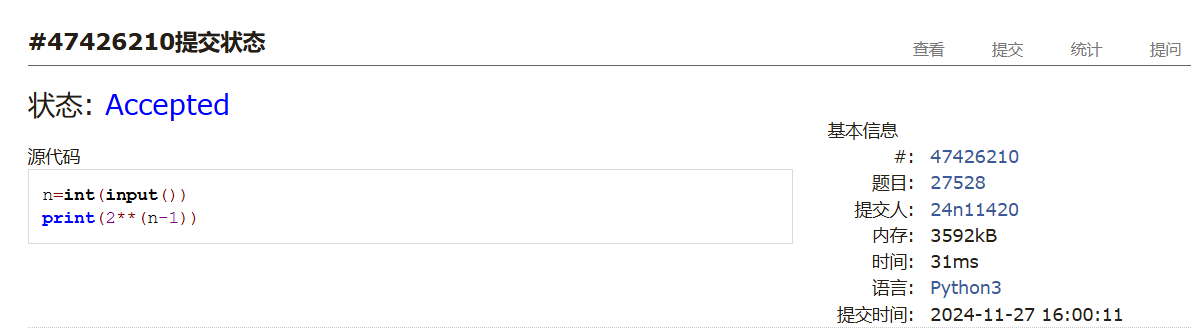 #47426210提交状态
查看 提交 统计 提问
状态: Accepted
源代码
n=int(input())
print(2**(n-1))
基本信息
#: 47426210
题目: 27528
提交人: 24n11420
内存: 3592kB
时间: 31ms
语言: Python3
提交时间: 2024-11-27 16:00:11